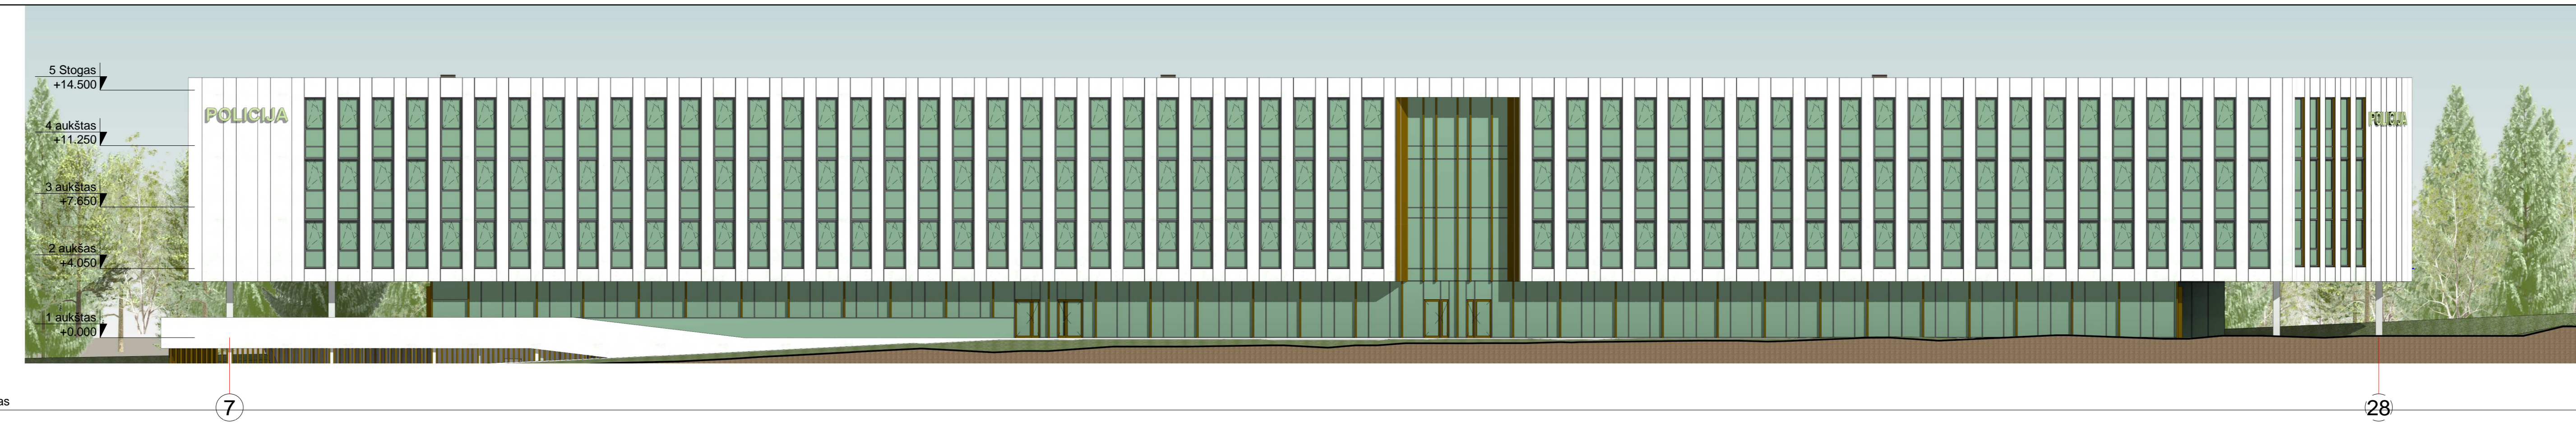 5 Stogas
+14.500
POLICIJA
POLICIJA
4 aukštas
+11.250
3 aukštas
+7.650
2 aukšas
+4.050
1 aukštas
+0.000
as
7
28